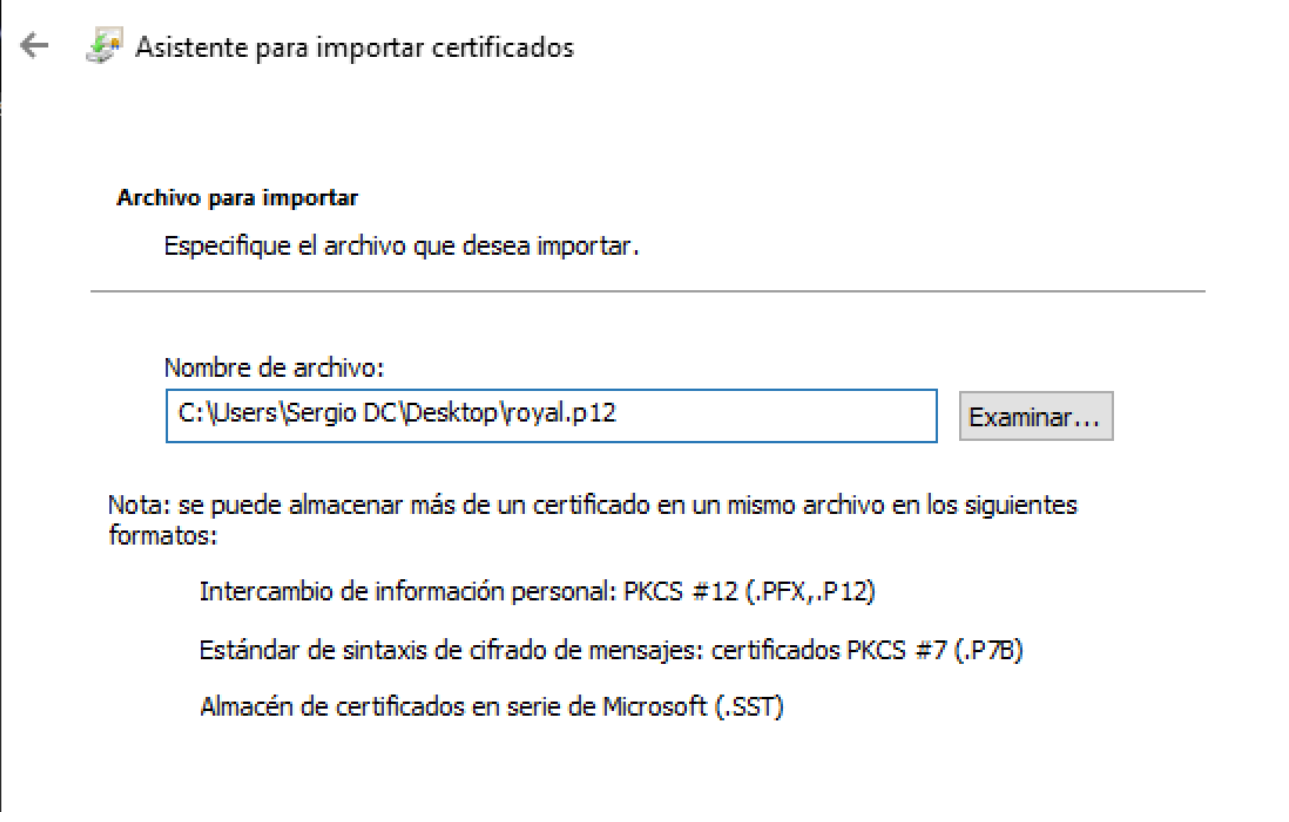 Asistente para importar certificados
Archivo para importar
Especifique el archivo que desea importar.
Nombre de archivo:
C:\Users\Sergio DC\Desktop\royal.p12
Examinar...
Nota: se puede almacenar más de un certificado en un mismo archivo en los siguientes
formatos:
Intercambio de información personal: PKCS #12 (.PFX,.P12)
Estándar de sintaxis de cifrado de mensajes: certificados PKCS #7 (.P7B)
Almacén de certificados en serie de Microsoft (.SST)